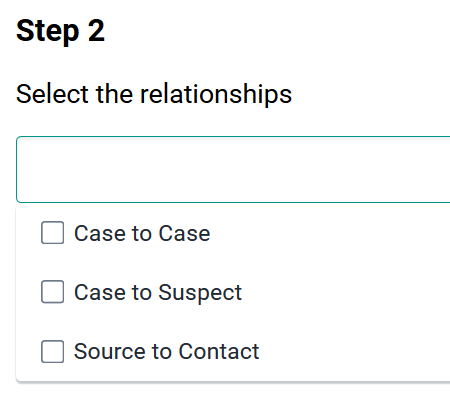 Step 2
Select the relationships
Case to Case
Case to Suspect
Source to Contact